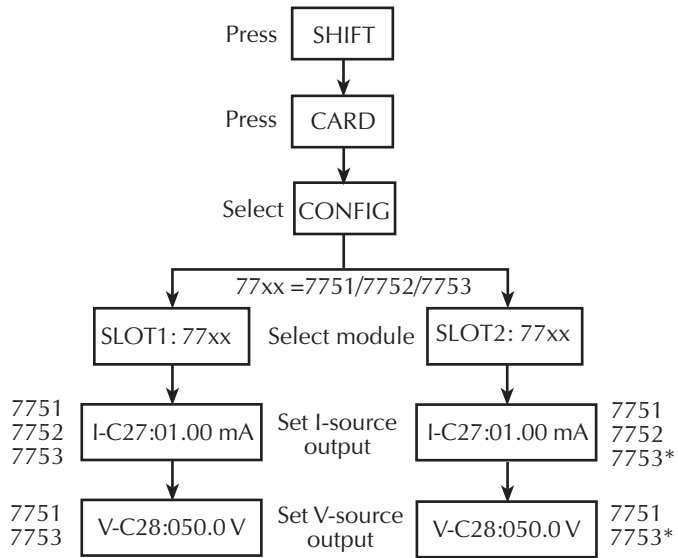 Press SHIFT
Press CARD
Select CONFIG
77xx =7751/7752/7753
SLOT1: 77xx
Select module
SLOT2: 77xx
7751
7752
7753
I-C27:01.00 mA
Set I-source
output
I-C27:01.00 mA
7751
7752
7753*
7751
7753
V-C28:050.0 V
Set V-source
output
V-C28:050.0 V
7751
7753*